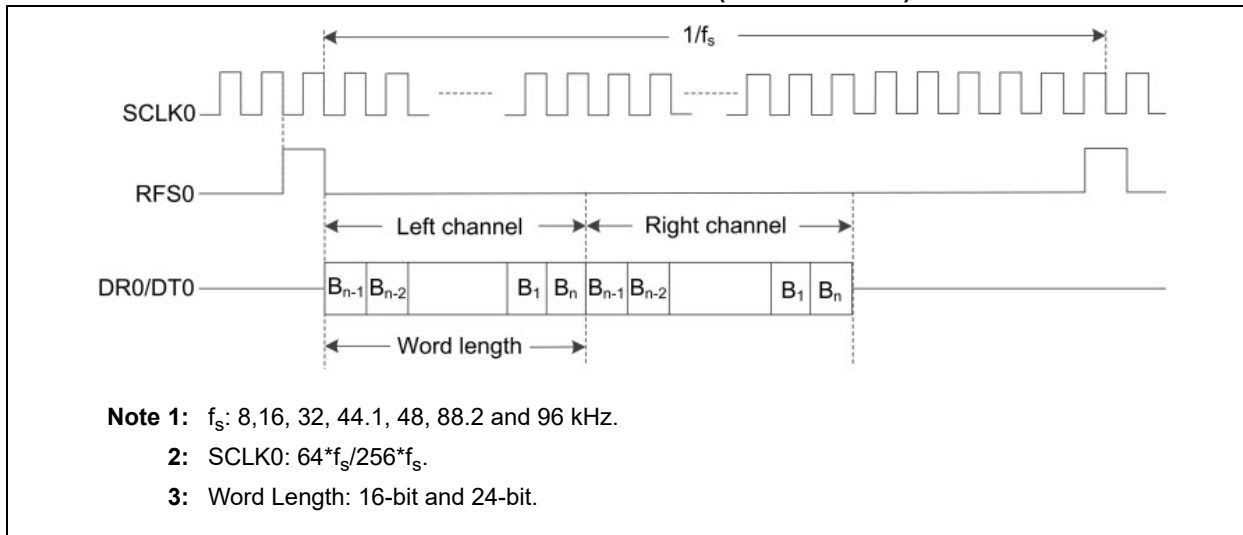 1/fs
SCLK0
RFS0
Left channel
Right channel
DR0/DT0
Bn-1 Bn-2 B1 Bn Bn-1 Bn-2 B1 Bn
Word length
Note 1: fs: 8,16, 32, 44.1, 48, 88.2 and 96 kHz.
2: SCLK0: 64*fs/256*fs.
3: Word Length: 16-bit and 24-bit.